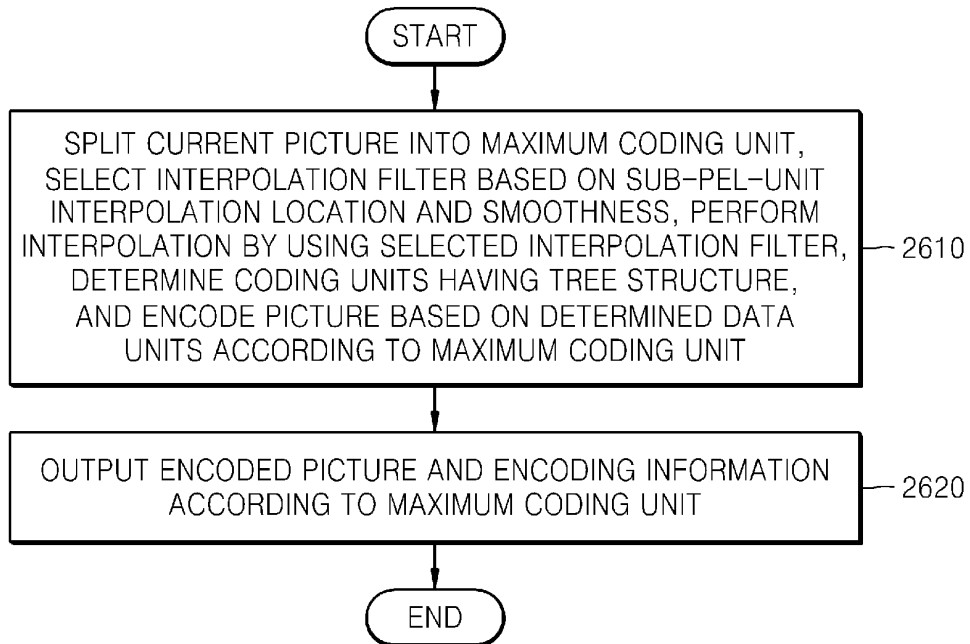 START
SPLIT CURRENT PICTURE INTO MAXIMUM CODING UNIT,
SELECT INTERPOLATION FILTER BASED ON SUB-PEL-UNIT
INTERPOLATION LOCATION AND SMOOTHNESS, PERFORM
INTERPOLATION BY USING SELECTED INTERPOLATION FILTER,
DETERMINE CODING UNITS HAVING TREE STRUCTURE,
AND ENCODE PICTURE BASED ON DETERMINED DATA
UNITS ACCORDING TO MAXIMUM CODING UNIT
2610
OUTPUT ENCODED PICTURE AND ENCODING INFORMATION
ACCORDING TO MAXIMUM CODING UNIT
2620
END